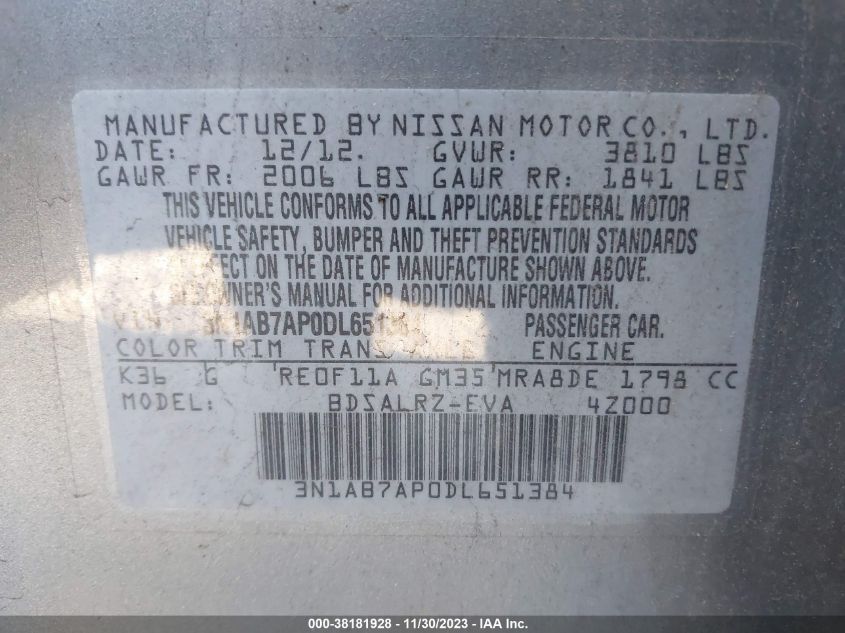 MANUFACTURED BY NISSAN MOTOR CO., LTD.
DATE: 12/12. GVWR: 3810 LBS
GAWR FR: 2006 LBS GAWR RR: 1841 LBS
THIS VEHICLE CONFORMS TO ALL APPLICABLE FEDERAL MOTOR
VEHICLE SAFETY, BUMPER AND THEFT PREVENTION STANDARDS
ON THE DATE OF MANUFACTURE SHOWN ABOVE.
OWNER'S MANUAL FOR ADDITIONAL INFORMATION.
PASSENGER CAR.
COLOR TRIM TRANS ENGINE
K36 G RE0F11A GM35 MRA8DE 1798 CC
MODEL: BDSALRZ-EVA 4Z000
3N1AB7AP0DL651384
000-38181928 - 11/30/2023 - IAA Inc.